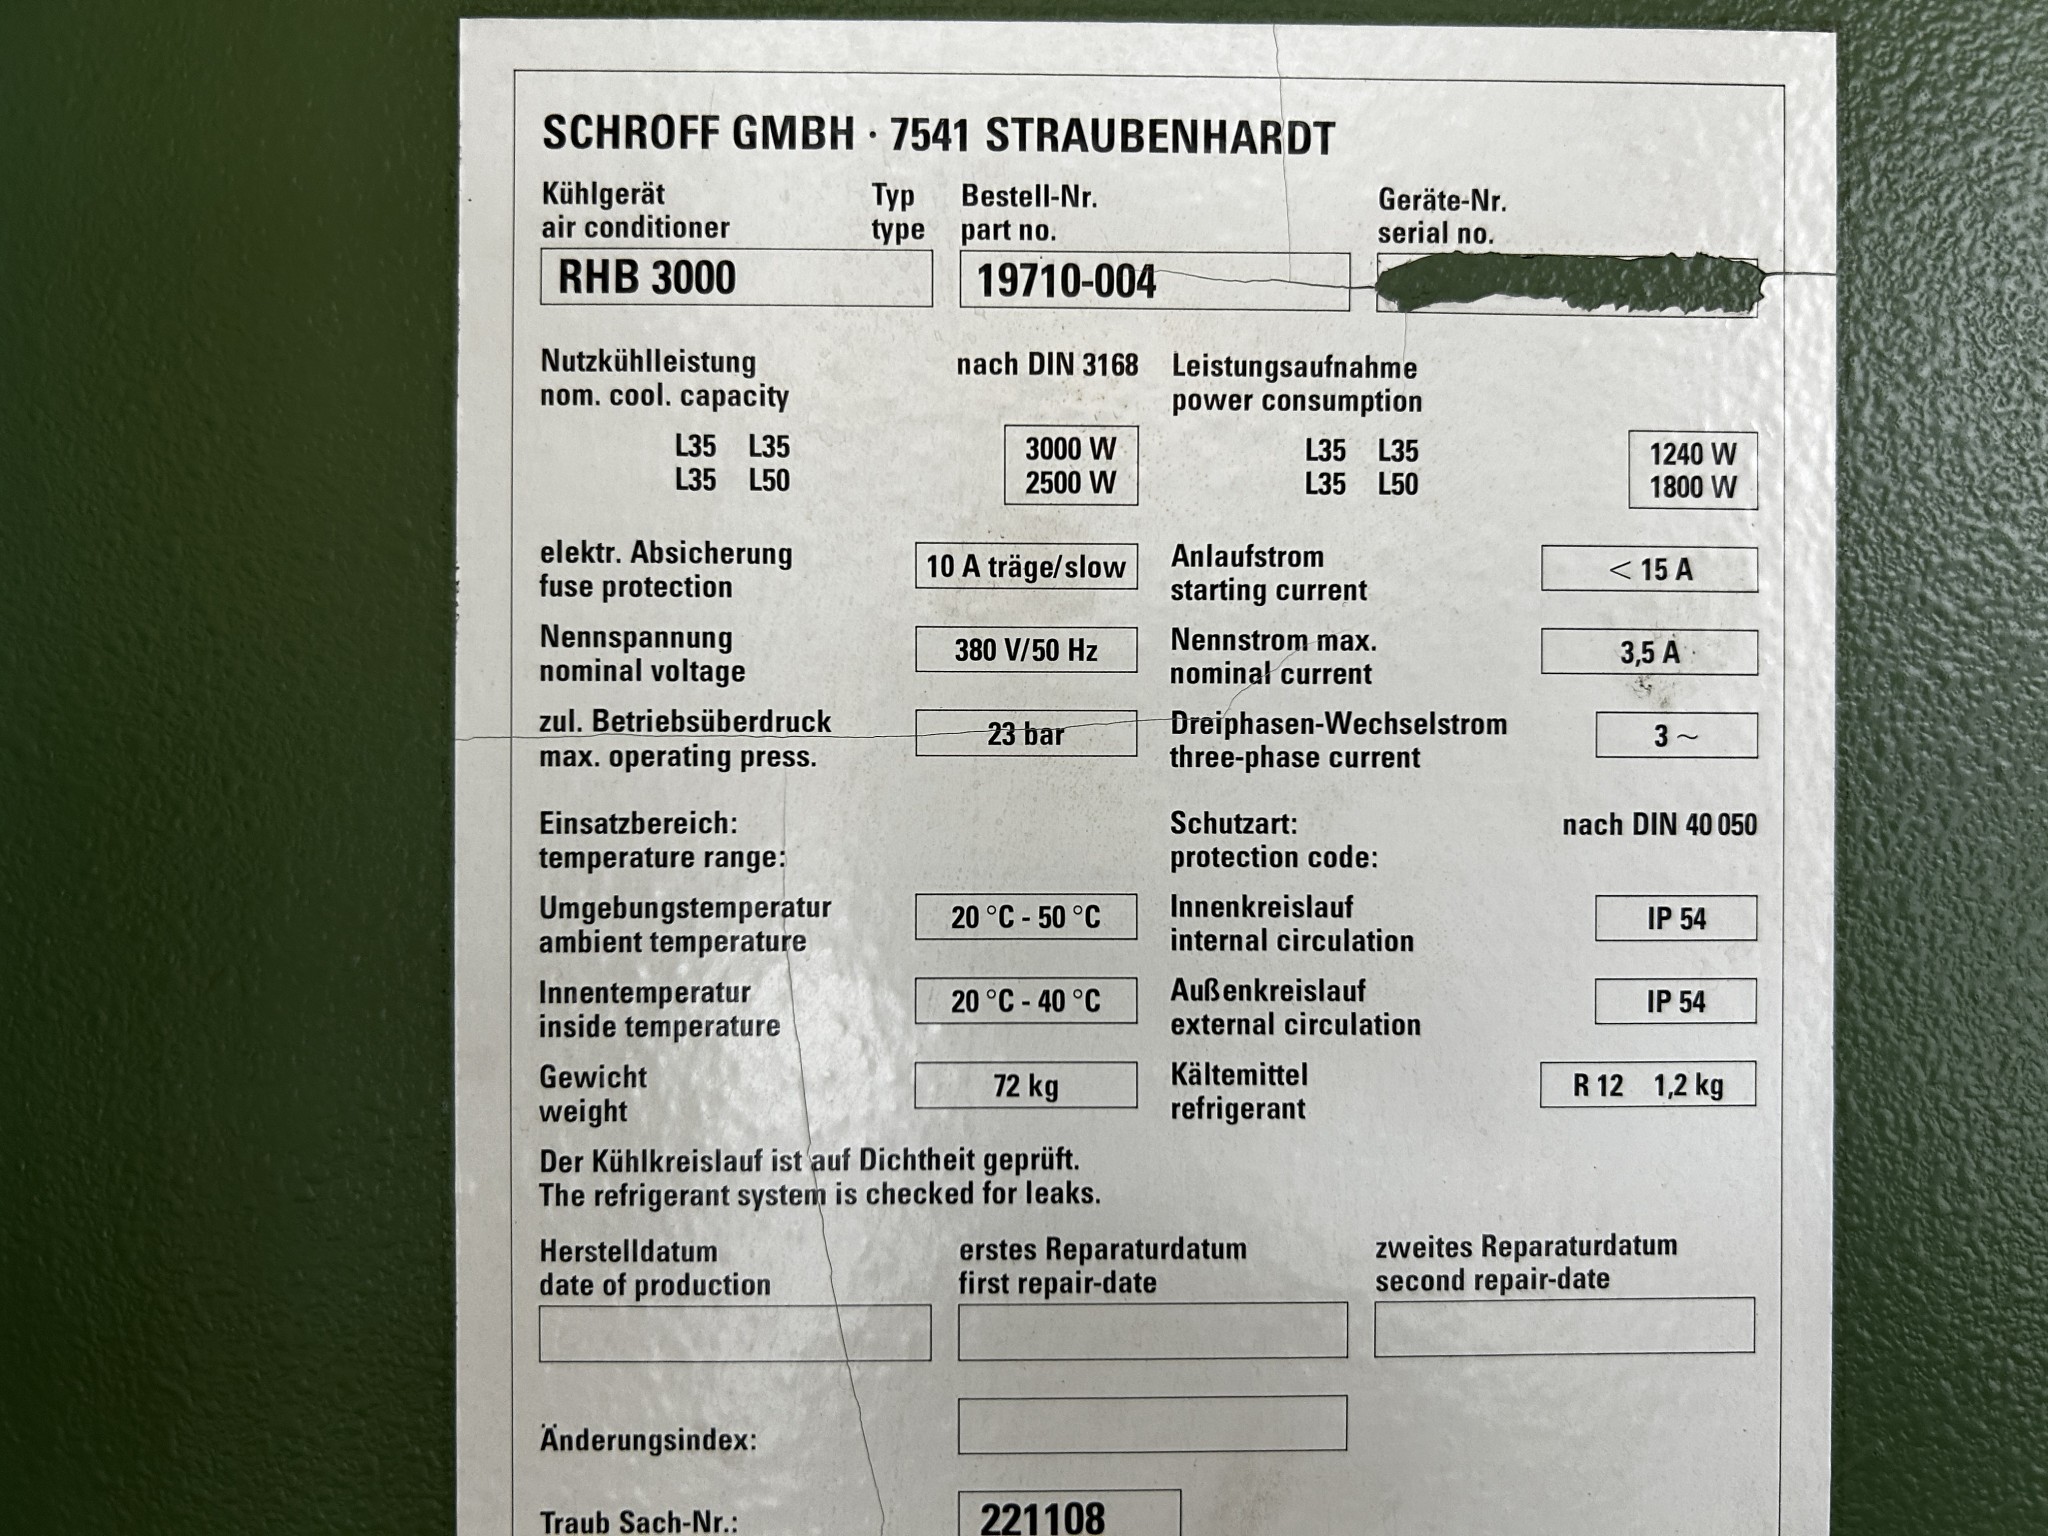 SCHROFF GMBH · 7541 STRAUBENHARDT
Kühlgerät Typ Bestell-Nr. Geräte-Nr.
air conditioner type part no. serial no.
RHB 3000 19710-004
Nutzkühlleistung nach DIN 3168 Leistungsaufnahme
nom. cool. capacity power consumption
L35 L35 3000 W L35 L35 1240 W
L35 L50 2500 W L35 L50 1800 W
elektr. Absicherung 10 A träge/slow Anlaufstrom < 15 A
fuse protection starting current
Nennspannung 380 V/50 Hz Nennstrom max. 3,5 A
nominal voltage nominal current
zul. Betriebsüberdruck 23 bar Dreiphasen-Wechselstrom 3 ~
max. operating press. three-phase current
Einsatzbereich: Schutzart: nach DIN 40 050
temperature range: protection code:
Umgebungstemperatur 20 °C - 50 °C Innenkreislauf IP 54
ambient temperature internal circulation
Innentemperatur 20 °C - 40 °C Außenkreislauf IP 54
inside temperature external circulation
Gewicht 72 kg Kältemittel R 12 1,2 kg
weight refrigerant
Der Kühlkreislauf ist auf Dichtheit geprüft.
The refrigerant system is checked for leaks.
Herstelldatum erstes Reparaturdatum zweites Reparaturdatum
date of production first repair-date second repair-date
Änderungsindex:
Traub Sach-Nr.: 221108